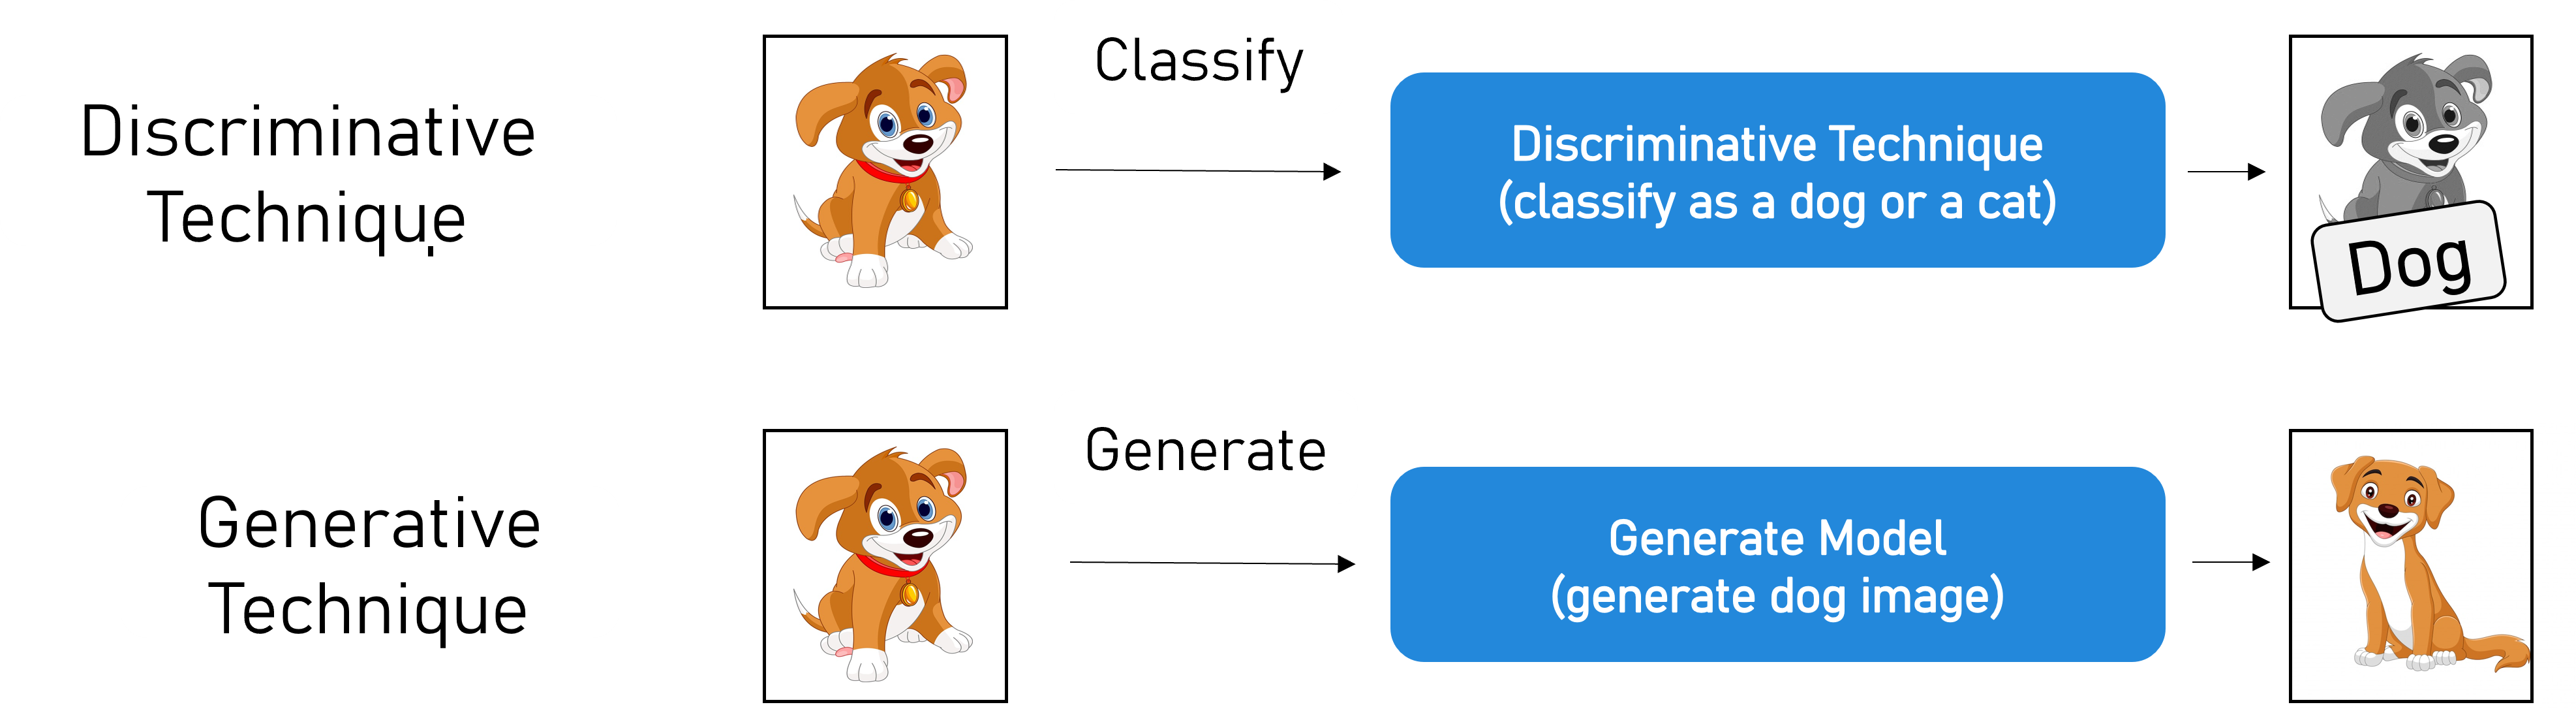 Discriminative
Technique
Classify
Discriminative Technique
(classify as a dog or a cat)
Dog
Generative
Technique
Generate
Generate Model
(generate dog image)